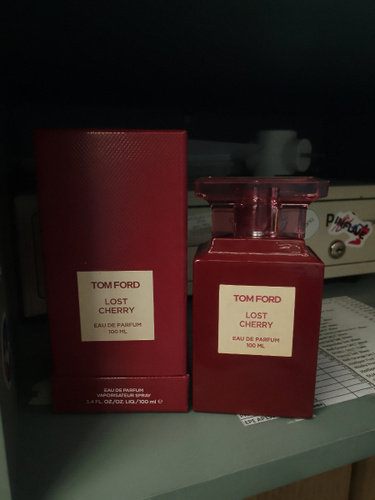 TOM FORD
LOST
CHERRY
EAU DE PARFUM
100 ML
EAU DE PARFUM
VAPORISATEUR SPRAY
3.4 FL. OZ/OZ. LIQ./100 ml ℮
TOM FORD
LOST
CHERRY
EAU DE PARFUM
100 ML